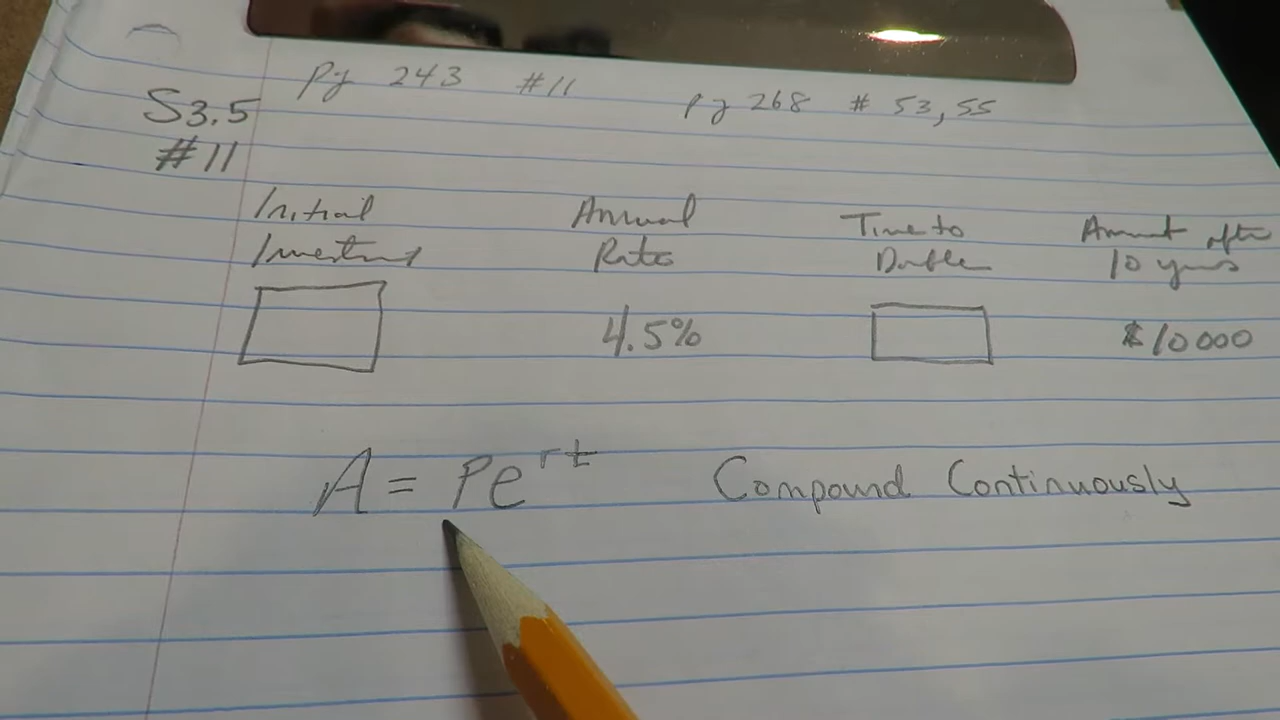 pg 243 #11 pg 268 # 53, 55
S3.5
#11
Initial Annual Time to Amount after
Investment Rate Double 10 years
4.5% $10000
A = Pe^rt Compound Continuously